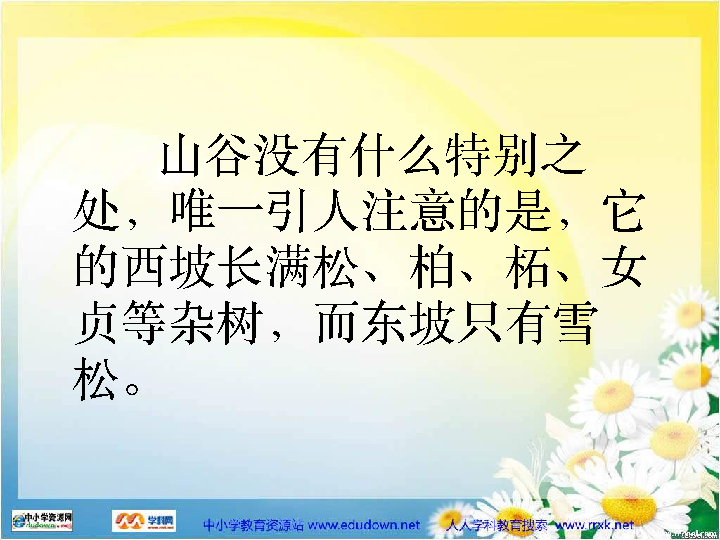 山谷没有什么特别之
处，唯一引人注意的是，它
的西坡长满松、柏、柘、女
贞等杂树，而东坡只有雪
松。
中小学资源网 学科网 中小学教育资源站 www.edudown.net 人人学科教育搜索 www.rrxk.net